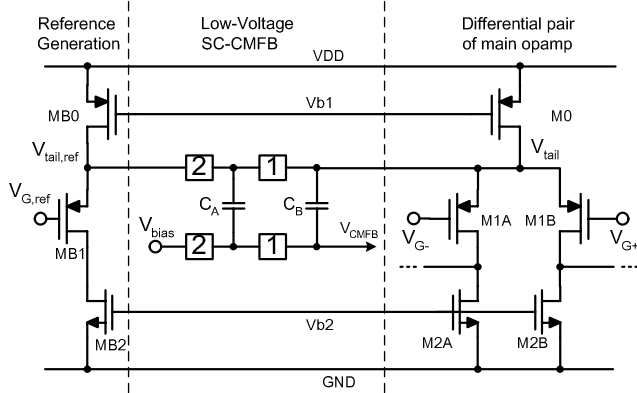 Reference
Generation
Low-Voltage
SC-CMFB
Differential pair
of main opamp
VDD
MB0
Vb1
M0
Vtail,ref
2
1
Vtail
VG,ref
CA
CB
M1A
M1B
Vbias
2
1
VCMFB
VG-
VG+
MB1
MB2
Vb2
M2A
M2B
GND